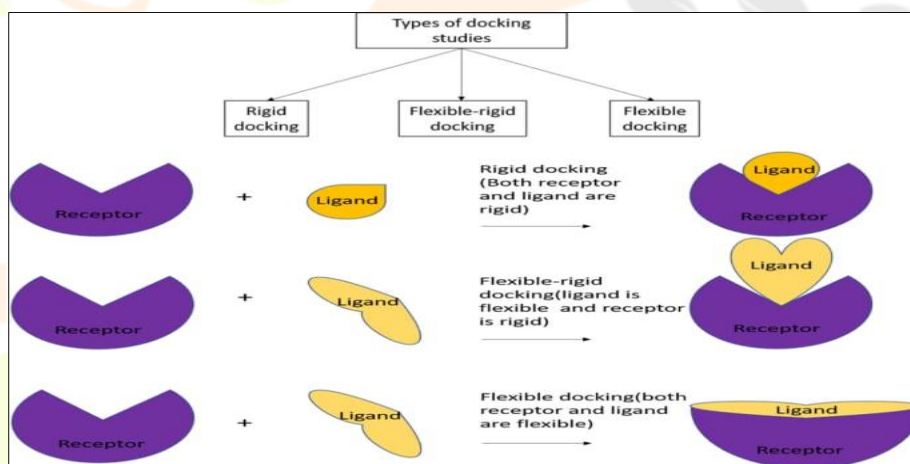 Types of docking
studies
Rigid
docking
Flexible-rigid
docking
Flexible
docking
Receptor
+
Ligand
Rigid docking
(Both receptor
and ligand are
rigid)
Ligand
Receptor
Receptor
+
Ligand
Flexible-rigid
docking(ligand is
flexible and receptor
is rigid)
Ligand
Receptor
Receptor
+
Ligand
Flexible docking(both
receptor and ligand
are flexible)
Ligand
Receptor